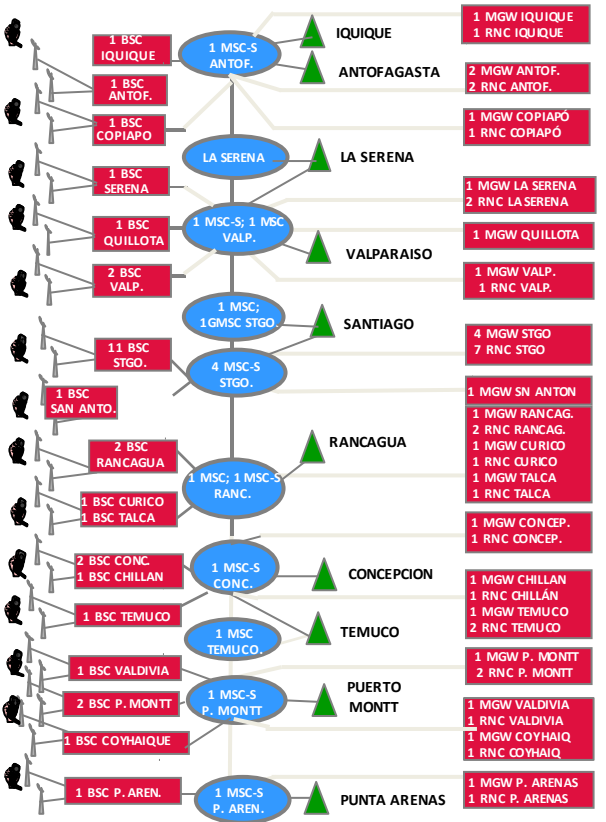 1 BSC
IQUIQUE
1 BSC
ANTOF.
1 BSC
COPIAPO
1 BSC
SERENA
1 BSC
QUILLOTA
2 BSC
VALP.
11 BSC
STGO.
1 BSC
SAN ANTO.
2 BSC
RANCAGUA
1 BSC CURICO
1 BSC TALCA
2 BSC CONC.
1 BSC CHILLAN
1 BSC TEMUCO
1 BSC VALDIVIA
2 BSC P. MONTT
1 BSC COYHAIQUE
1 BSC P. AREN.
1 MSC-S
ANTOF.
LA SERENA
1 MSC-S; 1 MSC
VALP.
1 MSC;
1GMSC STGO.
4 MSC-S
STGO.
1 MSC; 1 MSC-S
RANC.
1 MSC-S
CONC.
1 MSC
TEMUCO.
1 MSC-S
P. MONTT
1 MSC-S
P. AREN.
IQUIQUE
ANTOFAGASTA
LA SERENA
VALPARAISO
SANTIAGO
RANCAGUA
CONCEPCION
TEMUCO
PUERTO
MONTT
PUNTA ARENAS
1 MGW IQUIQUE
1 RNC IQUIQUE
2 MGW ANTOF.
2 RNC ANTOF.
1 MGW COPIAPÓ
1 RNC COPIAPÓ
1 MGW LA SERENA
2 RNC LA SERENA
1 MGW QUILLOTA
1 MGW VALP.
1 RNC VALP.
4 MGW STGO
7 RNC STGO
1 MGW SN ANTON
1 MGW RANCAG.
2 RNC RANCAG.
1 MGW CURICO
1 RNC CURICO
1 MGW TALCA
1 RNC TALCA
1 MGW CONCEP.
1 RNC CONCEP.
1 MGW CHILLAN
1 RNC CHILLÁN
1 MGW TEMUCO
2 RNC TEMUCO
1 MGW P. MONTT
2 RNC P. MONTT
1 MGW VALDIVIA
1 RNC VALDIVIA
1 MGW COYHAIQ
1 RNC COYHAIQ
1 MGW P. ARENAS
1 RNC P. ARENAS